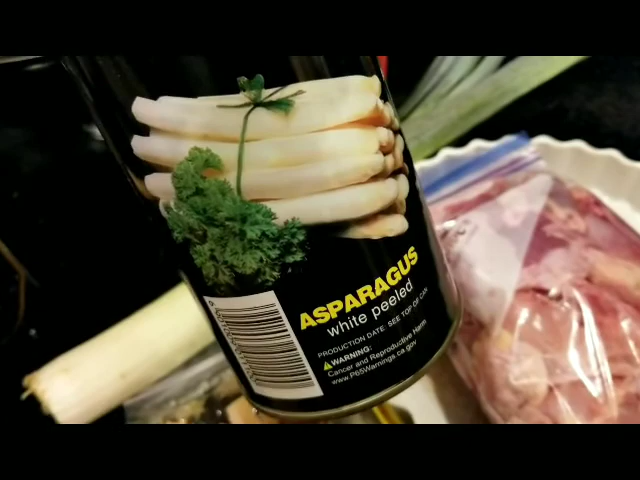 ASPARAGUS
white peeled
PRODUCTION DATE: SEE TOP OF CAN
WARNING:
Cancer and Reproductive Harm
www.P65Warnings.ca.gov